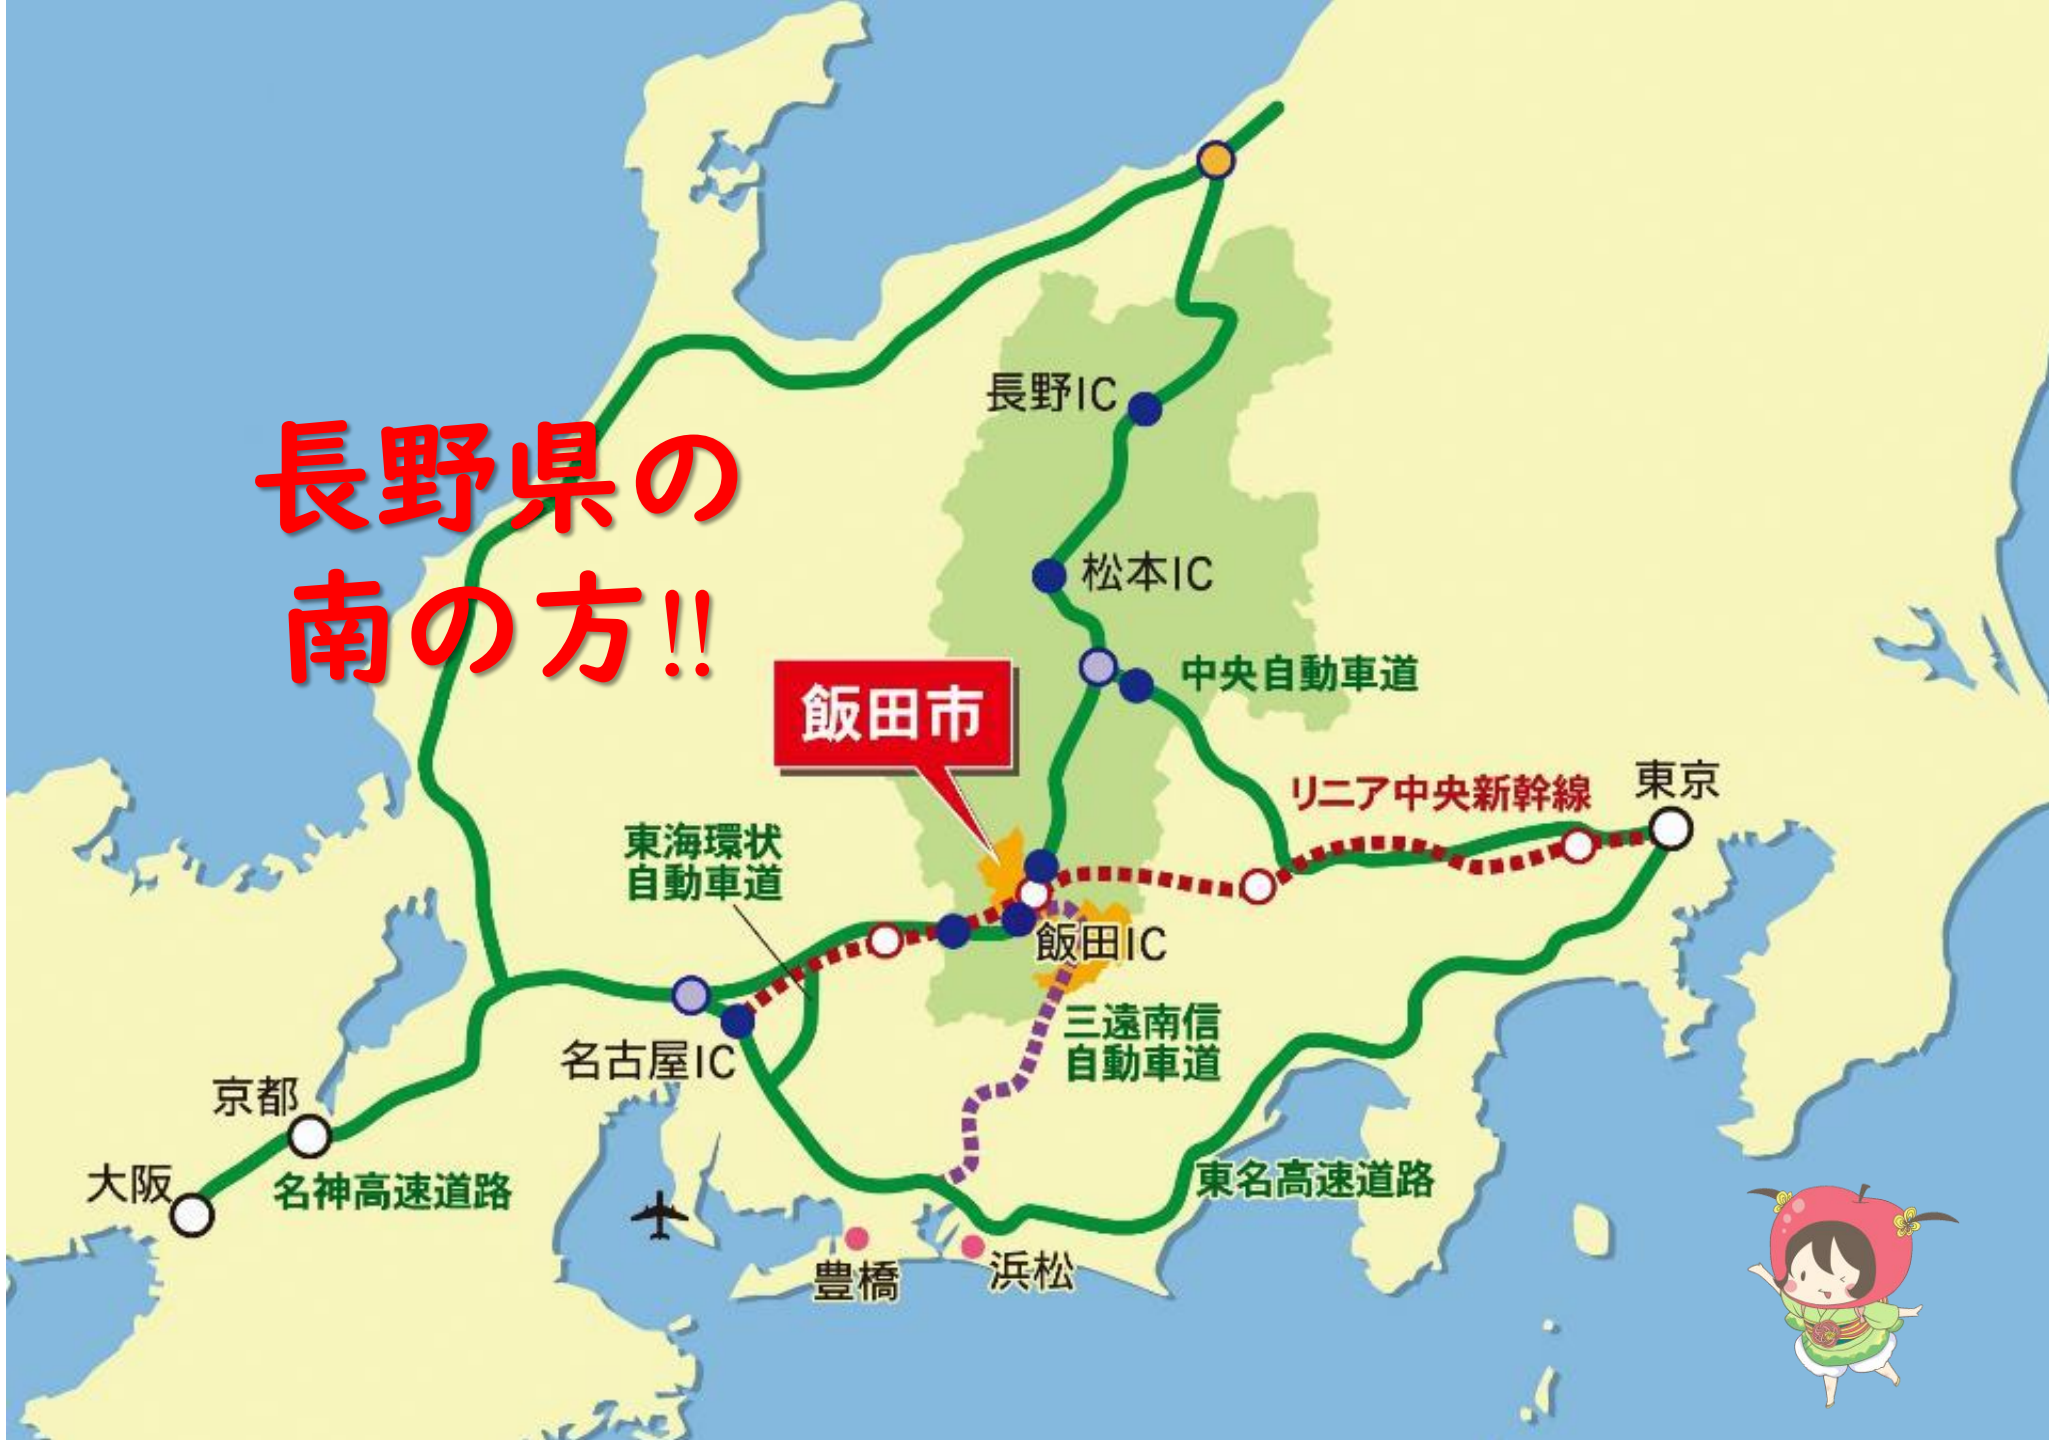 長野県の
南の方!!
長野IC
松本IC
中央自動車道
飯田市
リニア中央新幹線
東京
東海環状
自動車道
飯田IC
三遠南信
自動車道
名古屋IC
京都
大阪
名神高速道路
東名高速道路
豊橋
浜松